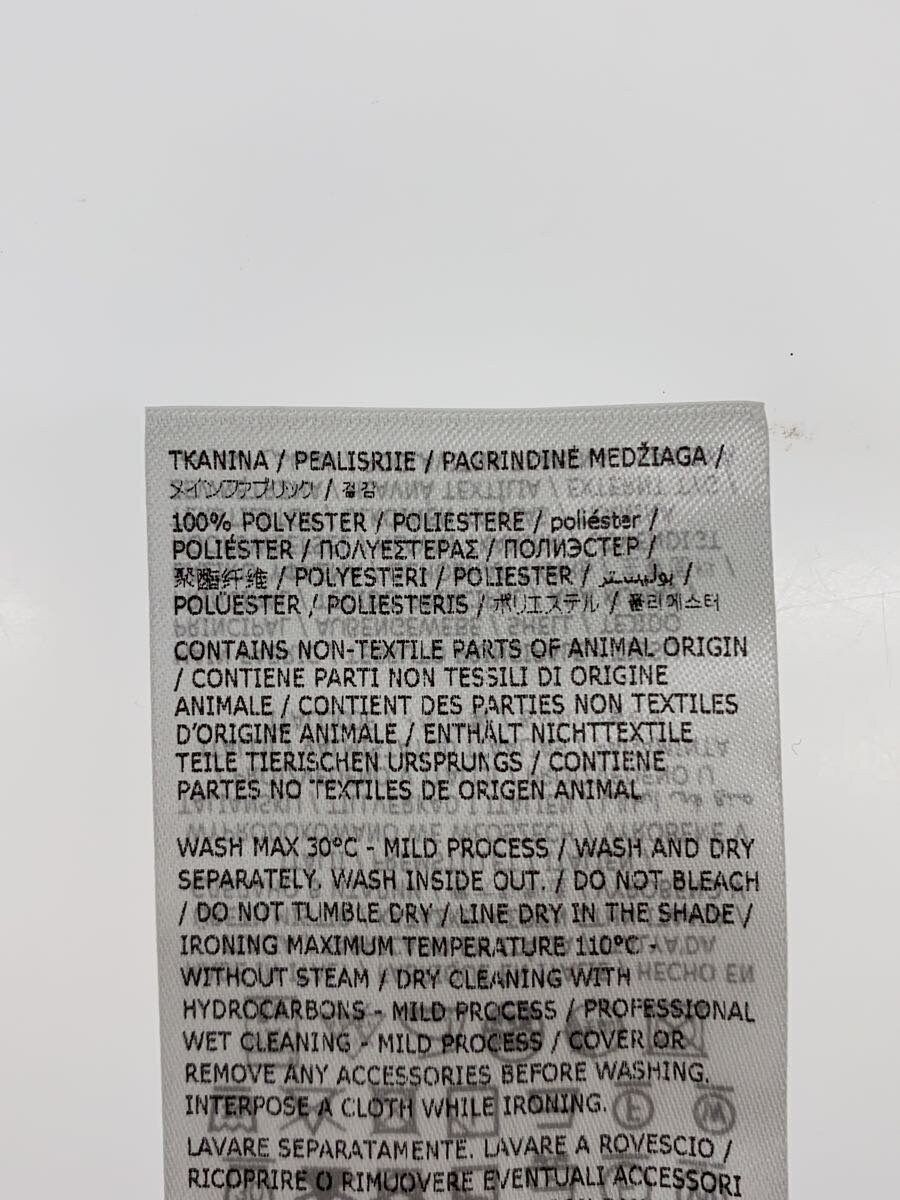 TKANINA / PEALISRIIE / PAGRINDINĖ MEDŽIAGA /
メインファブリック / 겉감
100% POLYESTER / POLIESTERE / poliéster /
POLIÉSTER / ΠΟΛΥΕΣΤΕΡΑΣ / ПОЛИЭСТЕР /
聚酯纤维 / POLYESTERI / POLIESTER / بوليستر /
POLÜESTER / POLIESTERIS / ポリエステル / 폴리에스터
CONTAINS NON-TEXTILE PARTS OF ANIMAL ORIGIN
/ CONTIENE PARTI NON TESSILI DI ORIGINE
ANIMALE / CONTIENT DES PARTIES NON TEXTILES
D'ORIGINE ANIMALE / ENTHÄLT NICHTTEXTILE
TEILE TIERISCHEN URSPRUNGS / CONTIENE
PARTES NO TEXTILES DE ORIGEN ANIMAL
WASH MAX 30°C - MILD PROCESS / WASH AND DRY
SEPARATELY. WASH INSIDE OUT. / DO NOT BLEACH
/ DO NOT TUMBLE DRY / LINE DRY IN THE SHADE /
IRONING MAXIMUM TEMPERATURE 110°C -
WITHOUT STEAM / DRY CLEANING WITH
HYDROCARBONS - MILD PROCESS / PROFESSIONAL
WET CLEANING - MILD PROCESS / COVER OR
REMOVE ANY ACCESSORIES BEFORE WASHING.
INTERPOSE A CLOTH WHILE IRONING.
LAVARE SEPARATAMENTE. LAVARE A ROVESCIO /
RICOPRIRE O RIMUOVERE EVENTUALI ACCESSORI